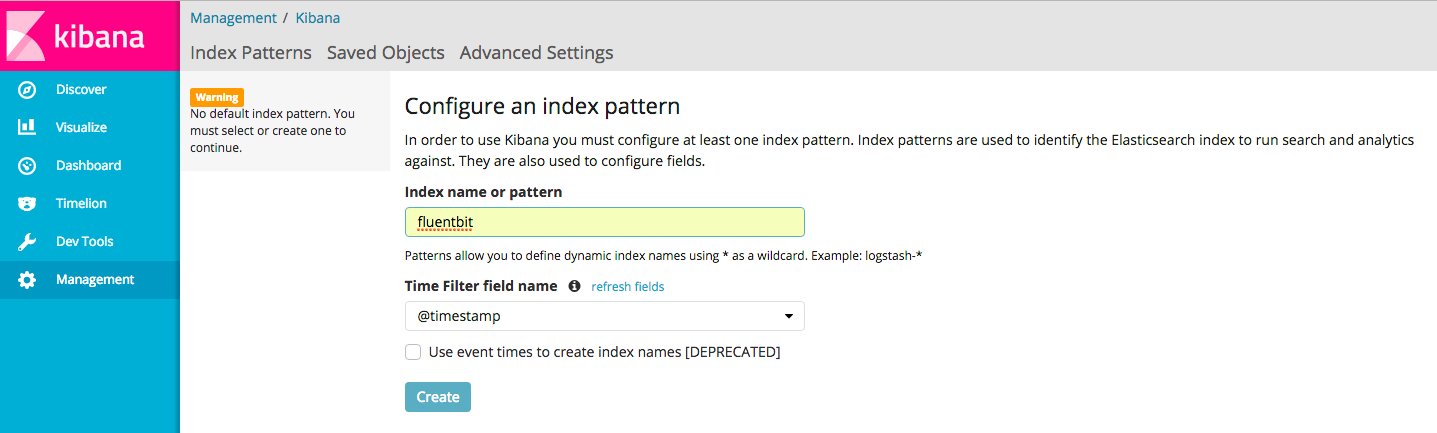 kibana
Discover
Visualize
Dashboard
Timelion
Dev Tools
Management
Management / Kibana
Index Patterns Saved Objects Advanced Settings
Warning
No default index pattern. You
must select or create one to
continue.
Configure an index pattern
In order to use Kibana you must configure at least one index pattern. Index patterns are used to identify the Elasticsearch index to run search and analytics
against. They are also used to configure fields.
Index name or pattern
fluentbit
Patterns allow you to define dynamic index names using * as a wildcard. Example: logstash-*
Time Filter field name refresh fields
@timestamp
Use event times to create index names [DEPRECATED]
Create